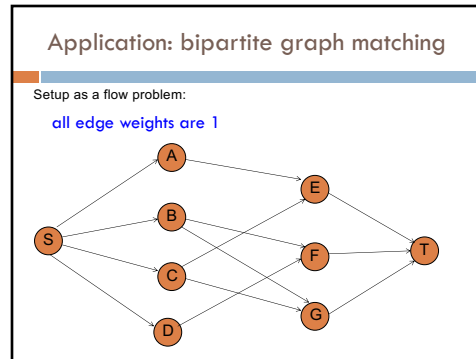 Application: bipartite graph matching
Setup as a flow problem:
all edge weights are 1
A
E
B
S
F
T
C
G
D